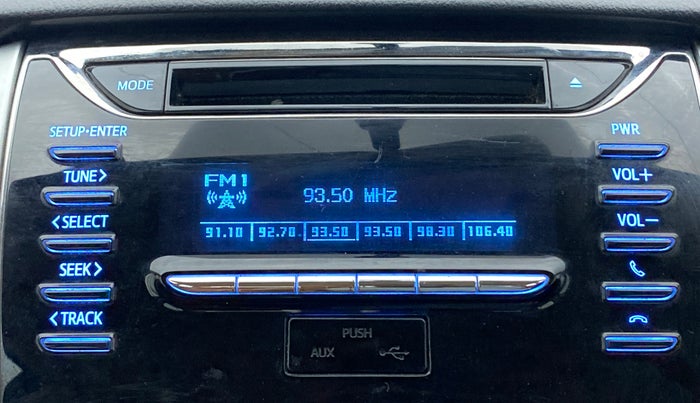 MODE
SETUP•ENTER
PWR
TUNE>
VOL+
FM1
93.50 MHz
<SELECT
VOL−
91.10 92.70 93.50 93.50 98.30 106.40
SEEK>
<TRACK
PUSH
AUX